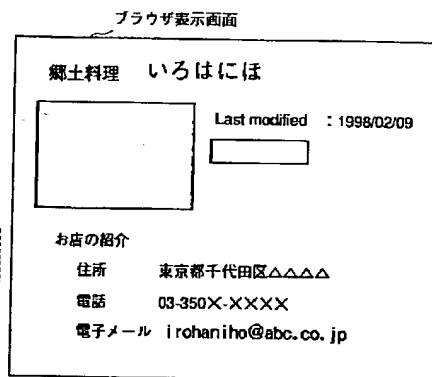 ブラウザ表示画面
郷土料理 いろはにほ
Last modified : 1998/02/09
お店の紹介
住所 東京都千代田区△△△△
電話 03-350X-XXXX
電子メール irohaniho@abc.co.jp